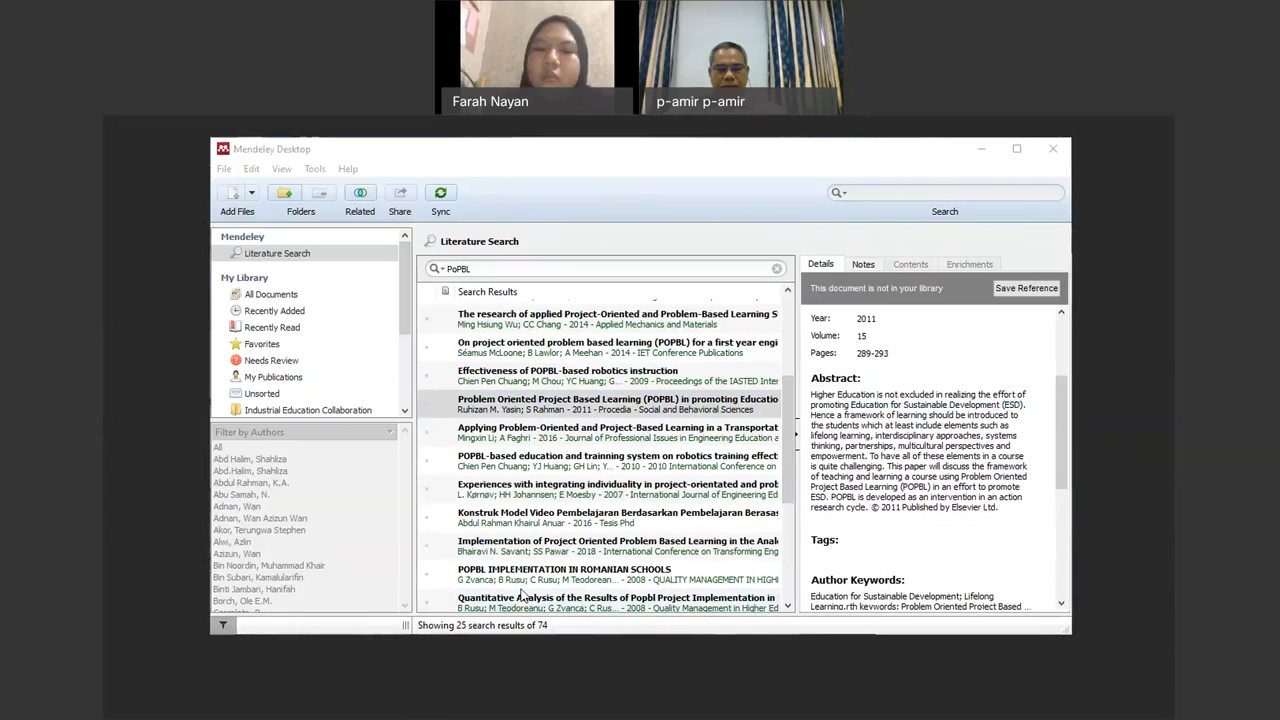 Farah Nayan
p-amir p-amir
Mendeley Desktop
File Edit View Tools Help
Add Files Folders Related Share Sync
Search
Mendeley
Literature Search
My Library
All Documents
Recently Added
Recently Read
Favorites
Needs Review
My Publications
Unsorted
Industrial Education Collaboration
Filter by Authors
All
Abd Halim, Shahliza
Abd.Halim, Shahliza
Abdul Rahman, K.A.
Abu Samah, N.
Adnan, Wan
Adnan, Wan Azizun Wan
Akor, Terungwa Stephen
Alwi, Azlin
Azizun, Wan
Bin Noordin, Muhammad Khair
Bin Subari, Kamalularifin
Binti Jambari, Hanifah
Borch, Ole E.M.
Literature Search
PoPBL
Search Results
The research of applied Project-Oriented and Problem-Based Learning S
Ming Hsiung Wu; CC Chang - 2014 - Applied Mechanics and Materials
On project oriented problem based learning (POPBL) for a first year engi
Séamus McLoone; B Lawlor; A Meehan - 2014 - IET Conference Publications
Effectiveness of POPBL-based robotics instruction
Chien Pen Chuang; M Chou; YC Huang; G... - 2009 - Proceedings of the IASTED Inter
Problem Oriented Project Based Learning (POPBL) in promoting Educatio
Ruhizan M. Yasin; S Rahman - 2011 - Procedia - Social and Behavioral Sciences
Applying Problem-Oriented and Project-Based Learning in a Transportat
Mingxin Li; A Faghri - 2016 - Journal of Professional Issues in Engineering Education a
POPBL-based education and trainning system on robotics training effect
Chien Pen Chuang; YJ Huang; GH Lin; Y... - 2010 - 2010 International Conference on
Experiences with integrating individuality in project-orientated and prob
L. Kørnøv; HH Johannsen; E Moesby - 2007 - International Journal of Engineering Ed
Konstruk Model Video Pembelajaran Berdasarkan Pembelajaran Berasas
Abdul Rahman Khairul Anuar - 2016 - Tesis Phd
Implementation of Project Oriented Problem Based Learning in the Anak
Bhairavi N. Savant; SS Pawar - 2018 - International Conference on Transforming Eng
POPBL IMPLEMENTATION IN ROMANIAN SCHOOLS
G Zvanca; B Rusu; C Rusu; M Teodorean... - 2008 - QUALITY MANAGEMENT IN HIGH
Quantitative Analysis of the Results of Popbl Project Implementation in
B Rusu; M Teodoreanu; G Zvanca; C Rus... - 2008 - Quality Management in Higher Ed
Showing 25 search results of 74
Details Notes Contents Enrichments
This document is not in your library Save Reference
Year: 2011
Volume: 15
Pages: 289-293
Abstract:
Higher Education is not excluded in realizing the effort of
promoting Education for Sustainable Development (ESD).
Hence a framework of learning should be introduced to
the students which at least include elements such as
lifelong learning, interdisciplinary approaches, systems
thinking, partnerships, multicultural perspectives and
empowerment. To have all of these elements in a course
is quite challenging. This paper will discuss the framework
of teaching and learning a course using Problem Oriented
Project Based Learning (POPBL) in an effort to promote
ESD. POPBL is developed as an intervention in an action
research cycle. © 2011 Published by Elsevier Ltd.
Tags:
Author Keywords:
Education for Sustainable Development; Lifelong
Learning.rth keywords: Problem Oriented Project Based ...